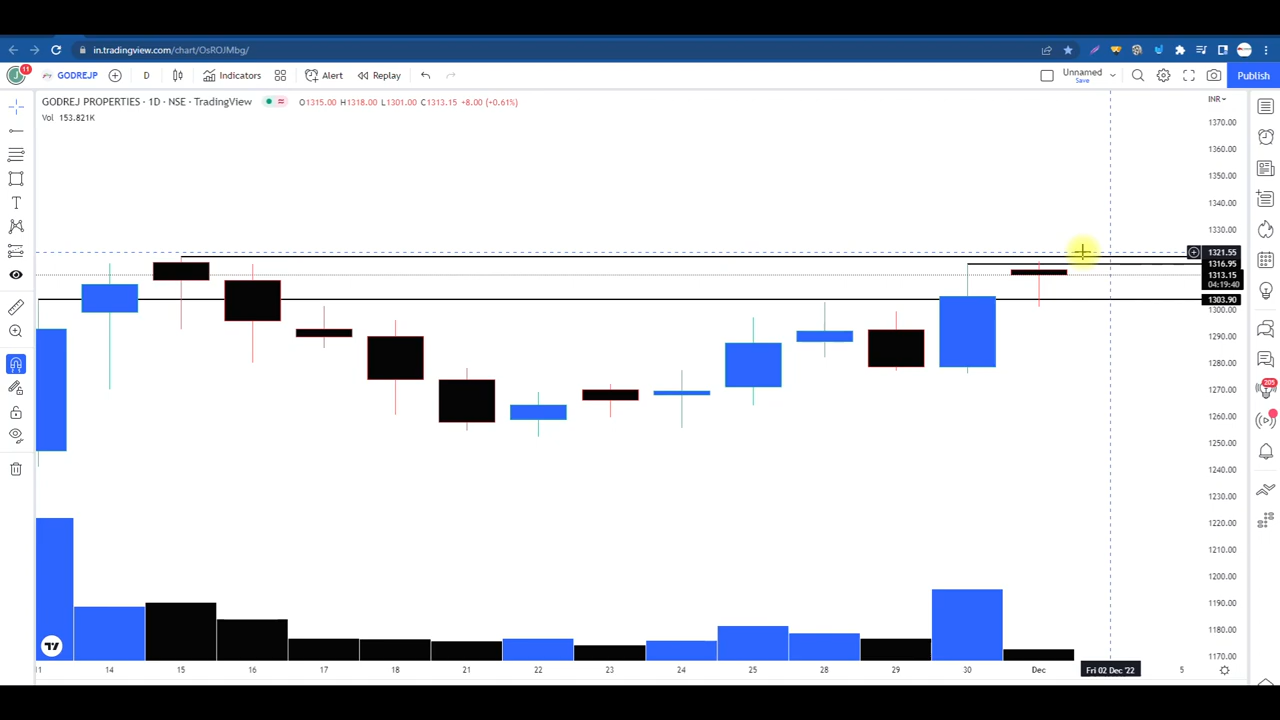 in.tradingview.com/chart/OsROJMbg/
11
GODREJP
D
Indicators
Alert
Replay
Unnamed
Save
Publish
GODREJ PROPERTIES · 1D · NSE · TradingView
O1315.00 H1318.00 L1301.00 C1313.15 +8.00 (+0.61%)
INR
Vol 153.821K
1370.00
1360.00
1350.00
1340.00
1330.00
1321.55
1316.95
1313.15
04:19:40
1303.90
1300.00
1290.00
1280.00
1270.00
1260.00
1250.00
1240.00
1230.00
1220.00
1210.00
1200.00
1190.00
1180.00
1170.00
205
11 14 15 16 17 18 21 22 23 24 25 28 29 30 Dec Fri 02 Dec '22 5